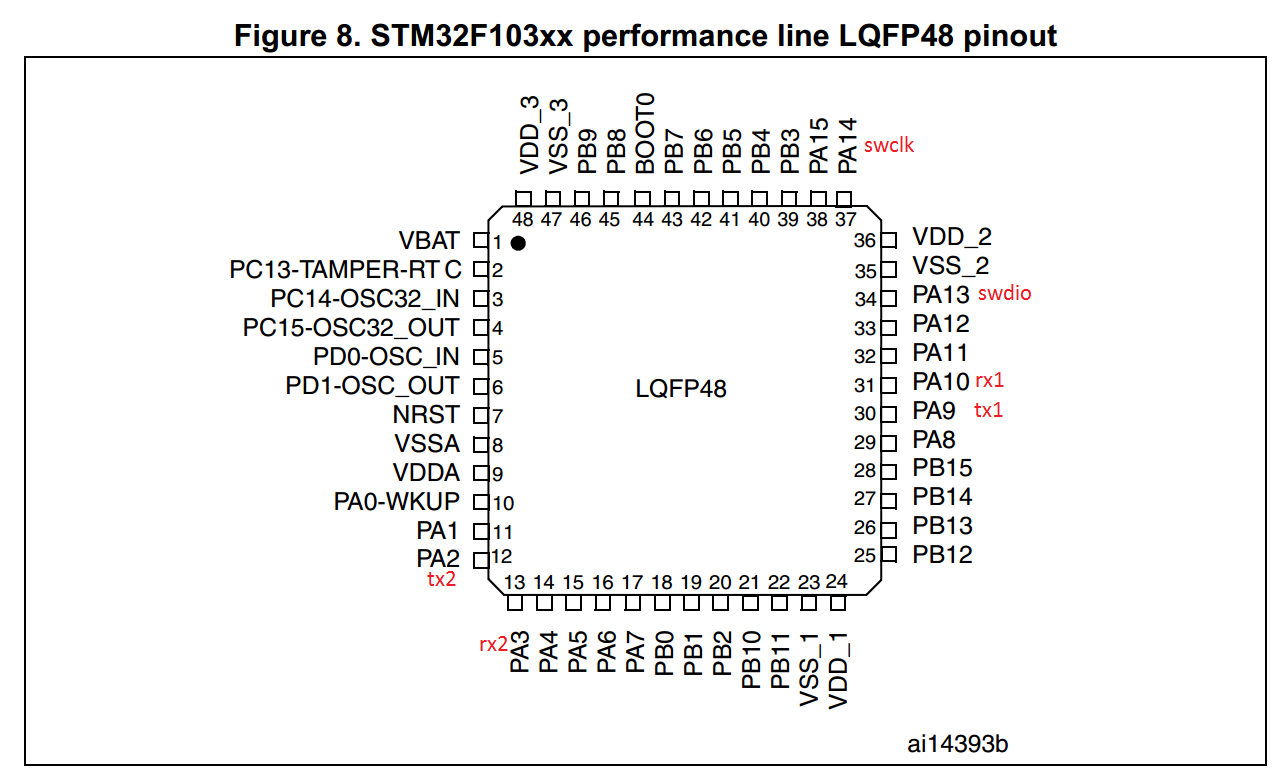 Figure 8. STM32F103xx performance line LQFP48 pinout
VDD_3
VSS_3
PB9
PB8
BOOT0
PB7
PB6
PB5
PB4
PB3
PA15
PA14
swclk
48 47 46 45 44 43 42 41 40 39 38 37
VBAT 1
PC13-TAMPER-RTC 2
PC14-OSC32_IN 3
PC15-OSC32_OUT 4
PD0-OSC_IN 5
PD1-OSC_OUT 6
NRST 7
VSSA 8
VDDA 9
PA0-WKUP 10
PA1 11
PA2 12
tx2
LQFP48
36 VDD_2
35 VSS_2
34 PA13 swdio
33 PA12
32 PA11
31 PA10 rx1
30 PA9 tx1
29 PA8
28 PB15
27 PB14
26 PB13
25 PB12
13 14 15 16 17 18 19 20 21 22 23 24
rx2
PA3
PA4
PA5
PA6
PA7
PB0
PB1
PB2
PB10
PB11
VSS_1
VDD_1
ai14393b